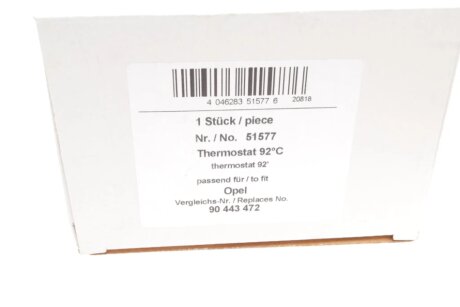 4 046283 51577 6 20818
1 Stück / piece
Nr. / No. 51577
Thermostat 92°C
thermostat 92°
passend für / to fit
Opel
Vergleichs-Nr. / Replaces No.
90 443 472